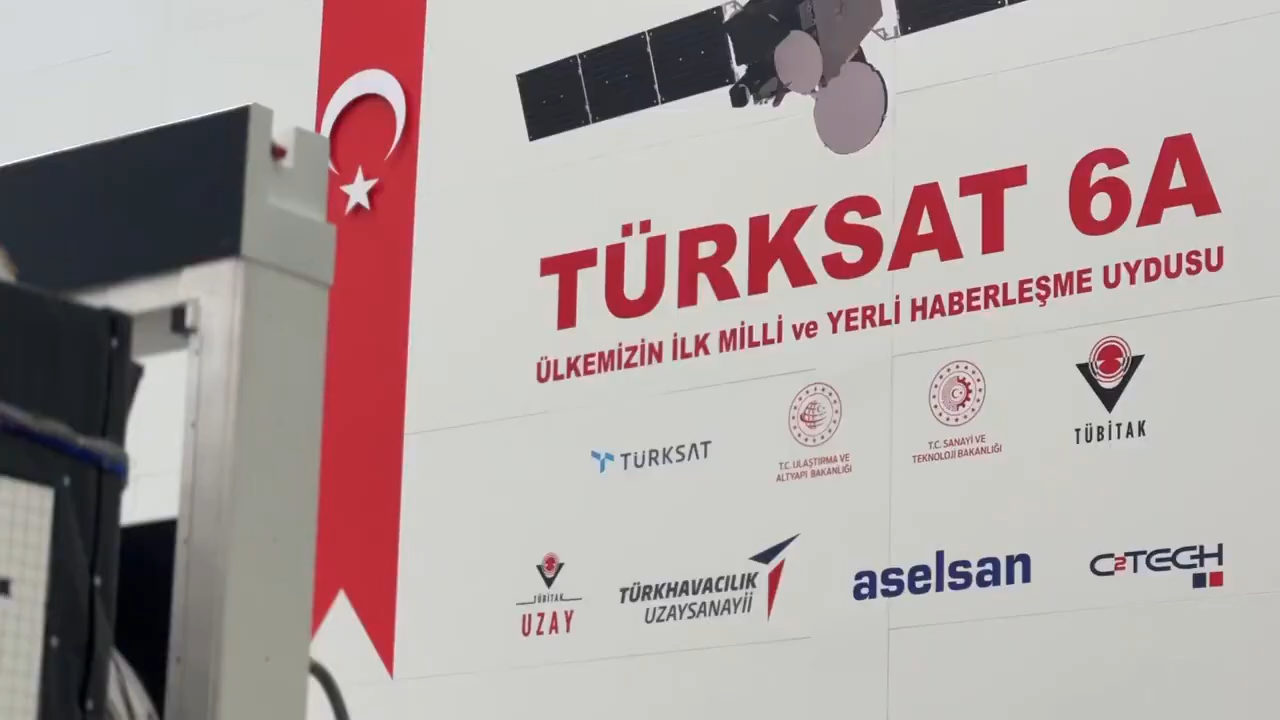 TÜRKSAT 6A
ÜLKEMİZİN İLK MİLLİ ve YERLİ HABERLEŞME UYDUSU
TÜRKSAT
T.C. ULAŞTIRMA VE
ALTYAPI BAKANLIĞI
T.C. SANAYİ VE
TEKNOLOJİ BAKANLIĞI
TÜBİTAK
TÜBİTAK
UZAY
TÜRKHAVACILIK
UZAYSANAYİİ
aselsan
C2TECH